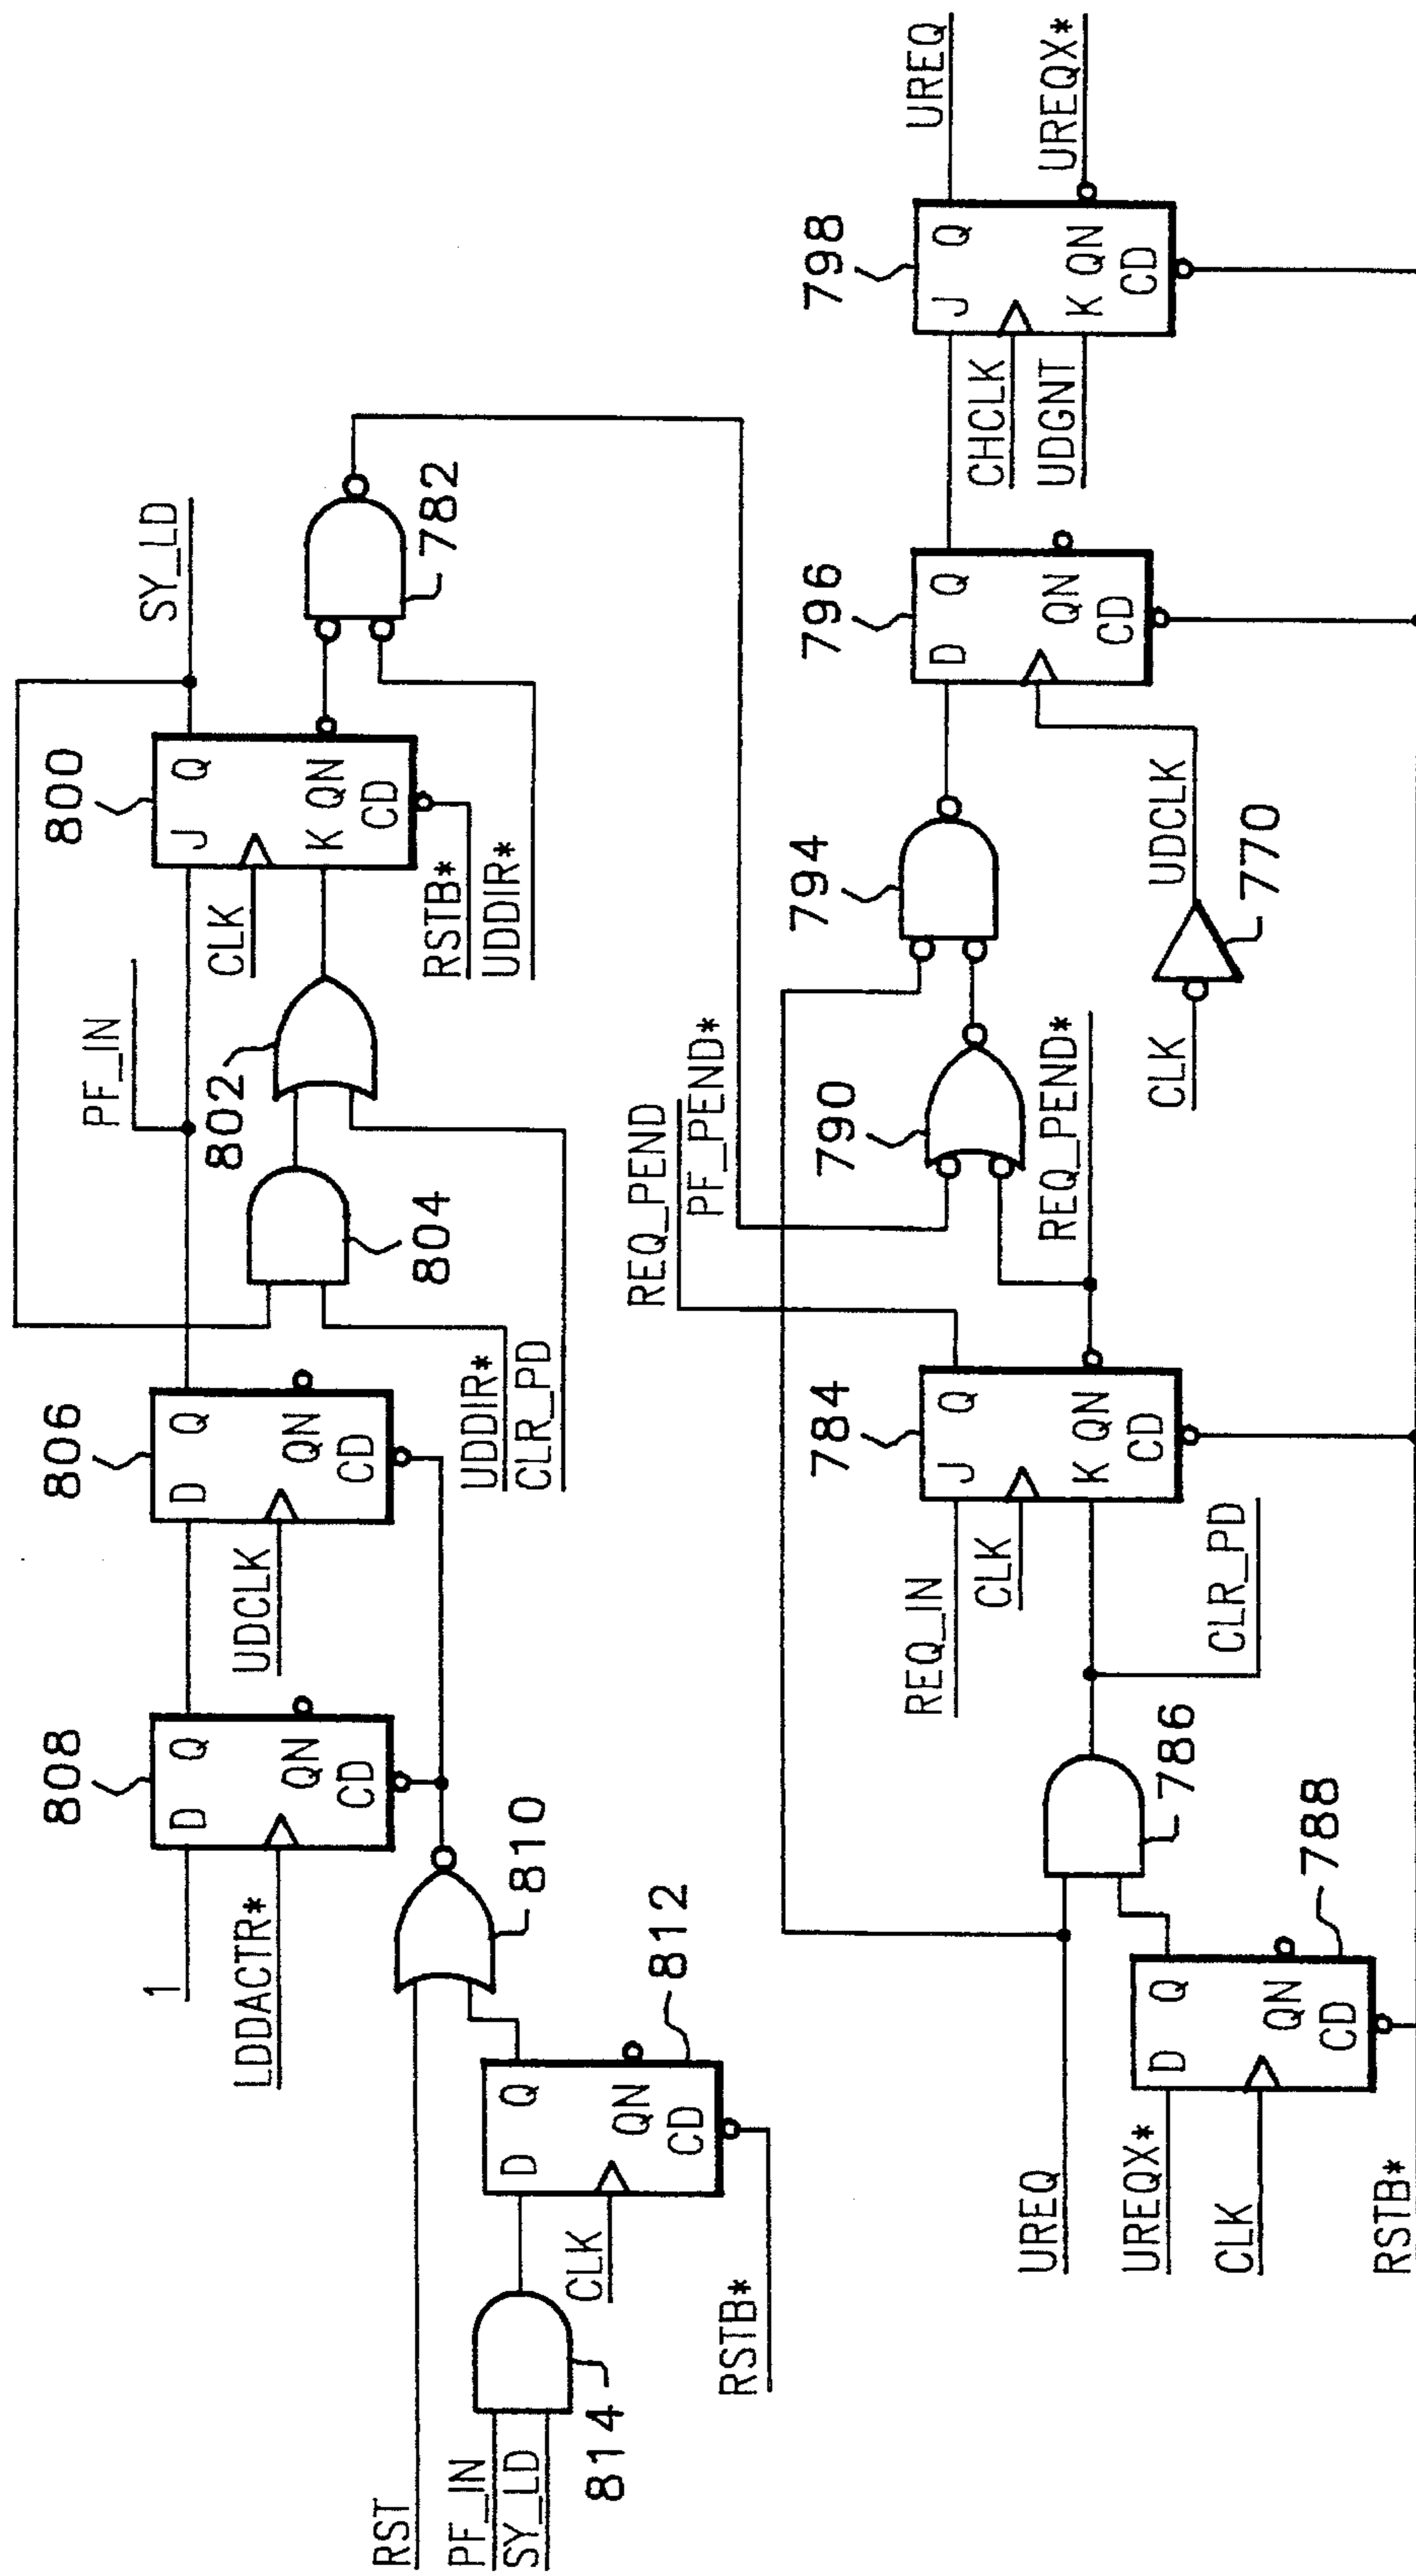 808
806
800
1
D
Q
QN
CD
LDDACTR*
D
Q
QN
CD
UDCLK
PF_IN
J
Q
K
QN
CD
CLK
SY_LD
802
804
782
RSTB*
UDDIR*
UDDIR*
CLR_PD
RST
810
PF_IN
SY_LD
814
D
Q
QN
CD
CLK
812
RSTB*
REQ_PEND
PF_PEND*
784
790
794
796
798
REQ_IN
J
Q
K
QN
CD
CLK
REQ_PEND*
D
Q
QN
CD
CHCLK
UDGNT
J
Q
K
QN
CD
UREQ
UREQX*
UREQ
786
CLR_PD
CLK
770
UDCLK
UREQX*
D
Q
QN
CD
CLK
788
RSTB*